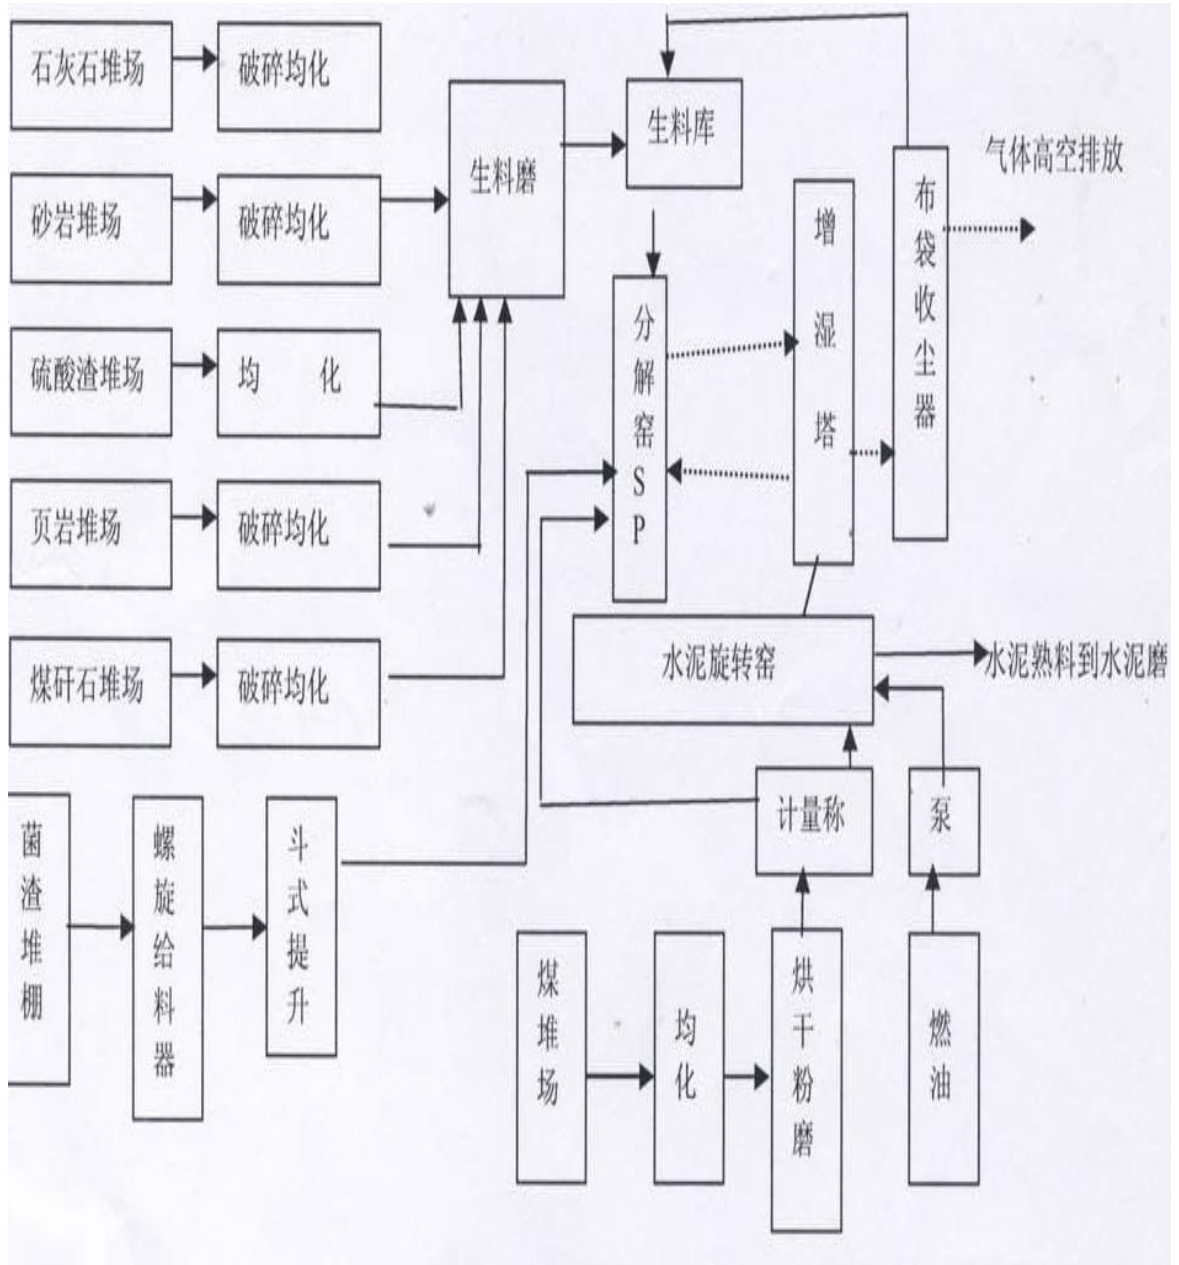 石灰石堆场
破碎均化
生料磨
生料库
气体高空排放
砂岩堆场
破碎均化
增湿塔
布袋收尘器
硫酸渣堆场
均 化
分解窑SP
页岩堆场
破碎均化
煤矸石堆场
破碎均化
水泥旋转窑
水泥熟料到水泥磨
计量称
泵
菌渣堆棚
螺旋给料器
斗式提升
煤堆场
均化
烘干粉磨
燃油